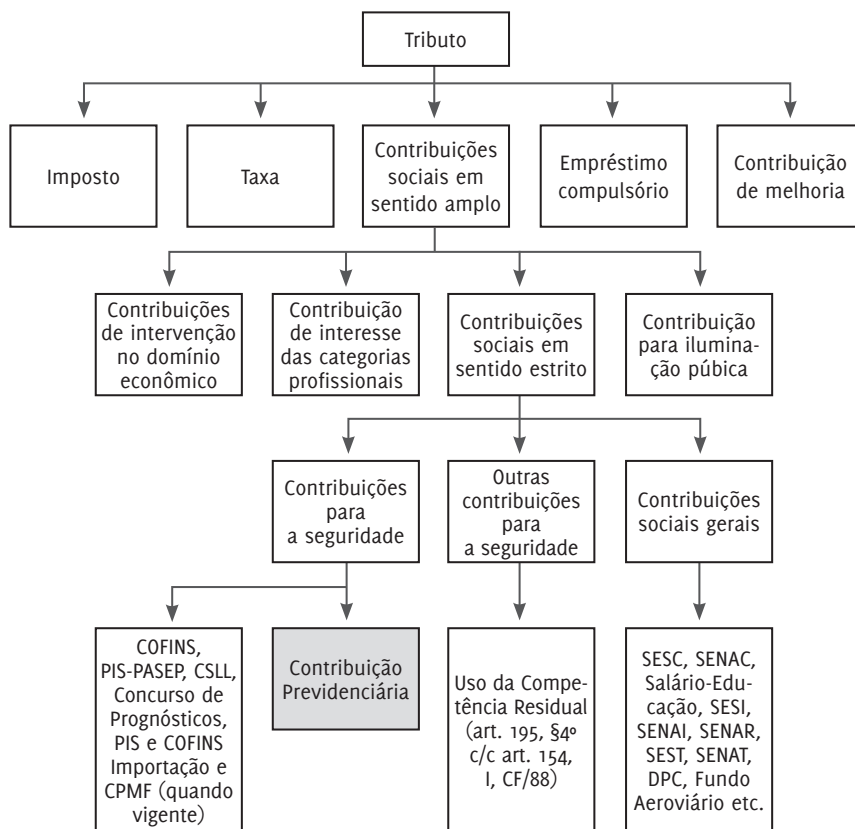 Tributo
Imposto
Taxa
Contribuições
sociais em
sentido amplo
Empréstimo
compulsório
Contribuição
de melhoria
Contribuições
de intervenção
no domínio
econômico
Contribuição
de interesse
das categorias
profissionais
Contribuições
sociais em
sentido estrito
Contribuição
para ilumina-
ção púbica
Contribuições
para
a seguridade
Outras
contribuições
para
a seguridade
Contribuições
sociais gerais
COFINS,
PIS-PASEP, CSLL,
Concurso de
Prognósticos,
PIS e COFINS
Importação e
CPMF (quando
vigente)
Contribuição
Previdenciária
Uso da Compe-
tência Residual
(art. 195, §4º
c/c art. 154,
I, CF/88)
SESC, SENAC,
Salário-Edu-
cação, SESI,
SENAI, SENAR,
SEST, SENAT,
DPC, Fundo
Aeroviário etc.